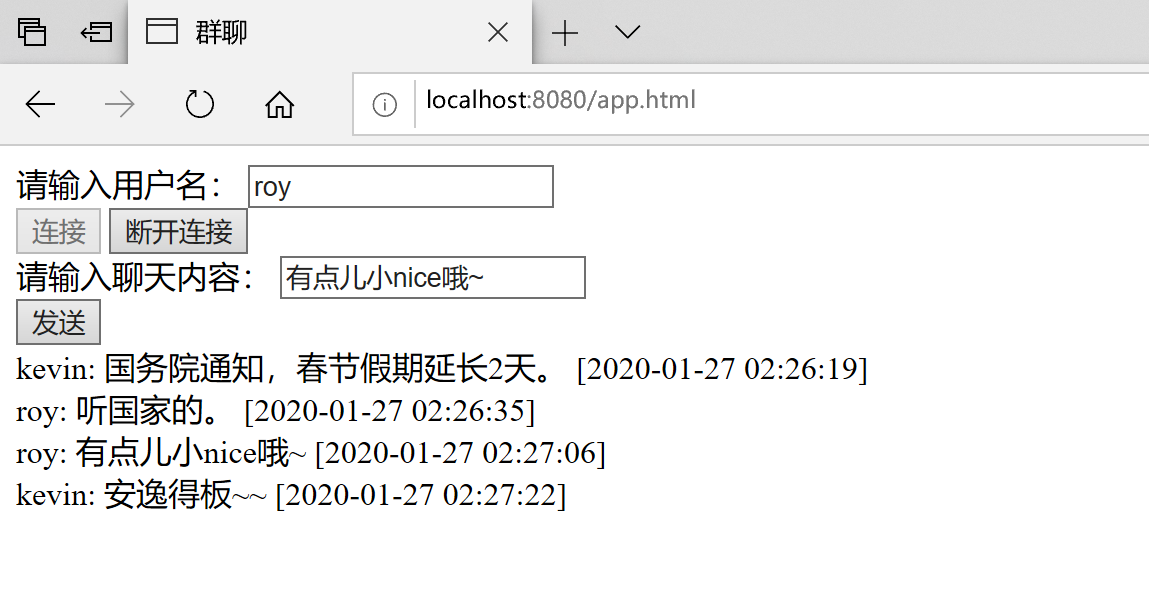 群聊
localhost:8080/app.html
请输入用户名： roy
连接 断开连接
请输入聊天内容： 有点儿小nice哦~
发送
kevin: 国务院通知，春节假期延长2天。 [2020-01-27 02:26:19]
roy: 听国家的。 [2020-01-27 02:26:35]
roy: 有点儿小nice哦~ [2020-01-27 02:27:06]
kevin: 安逸得板~~ [2020-01-27 02:27:22]